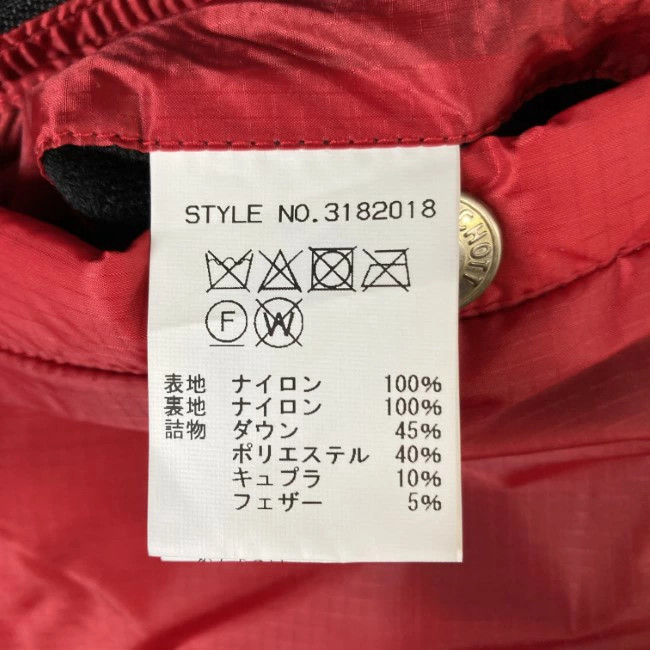 STYLE NO.3182018
CHOTT
F W
表地 ナイロン 100%
裏地 ナイロン 100%
詰物 ダウン 45%
ポリエステル 40%
キュプラ 10%
フェザー 5%